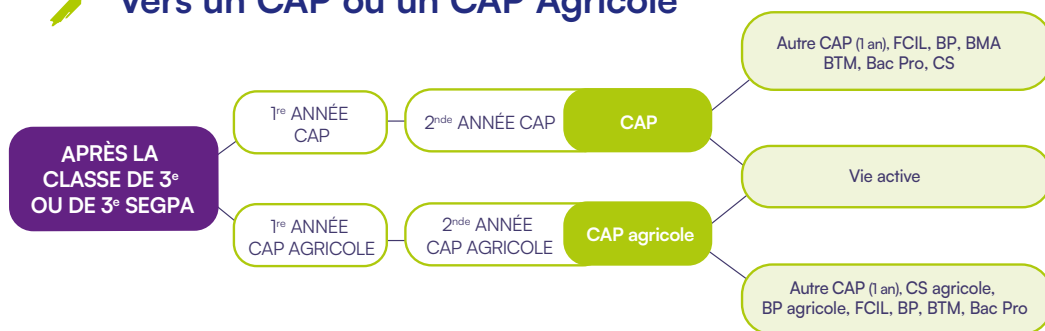 Vers un CAP ou un CAP Agricole
Autre CAP (1 an), FCIL, BP, BMA
BTM, Bac Pro, CS
1re ANNÉE
CAP
2nde ANNÉE CAP
CAP
APRÈS LA
CLASSE DE 3e
OU DE 3e SEGPA
Vie active
1re ANNÉE
CAP AGRICOLE
2nde ANNÉE
CAP AGRICOLE
CAP agricole
Autre CAP (1 an), CS agricole,
BP agricole, FCIL, BP, BTM, Bac Pro